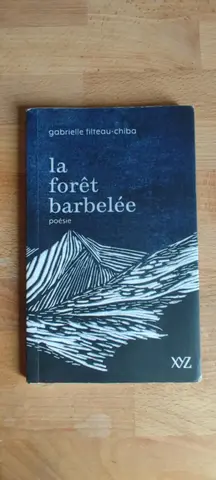 gabrielle filteau-chiba
la
forêt
barbelée
poésie
XYZ